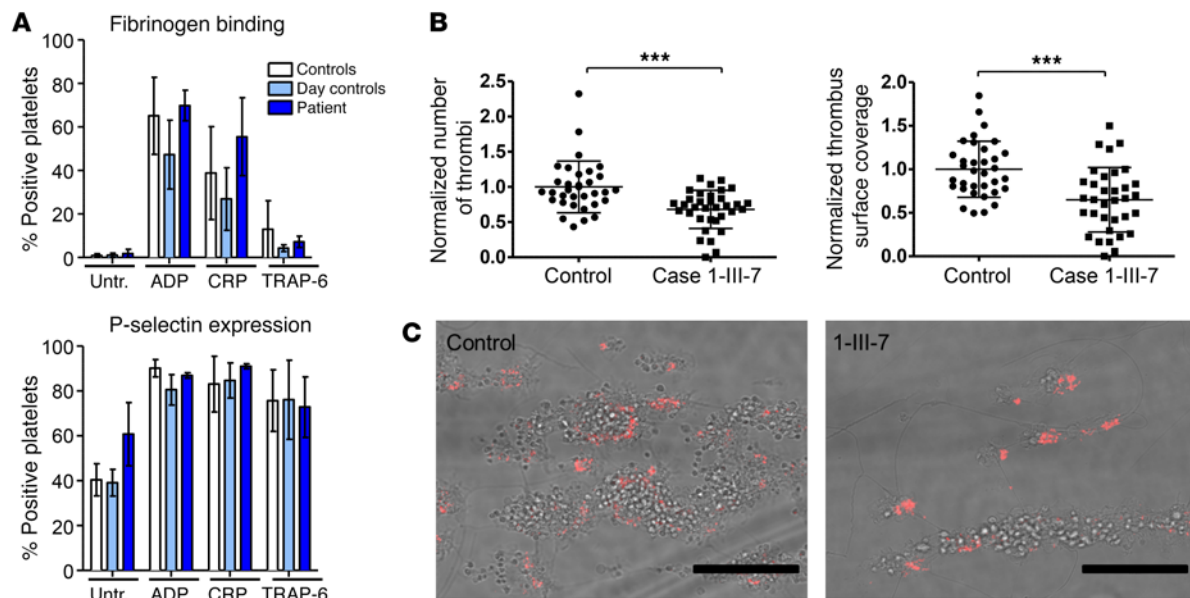 A
Fibrinogen binding
% Positive platelets
80
60
40
20
0
Controls
Day controls
Patient
Untr.
ADP
CRP
TRAP-6
P-selectin expression
% Positive platelets
100
80
60
40
20
0
Untr.
ADP
CRP
TRAP-6
B
***
Normalized number
of thrombi
2.5
2.0
1.5
1.0
0.5
0.0
Control
Case 1-III-7
***
Normalized thrombus
surface coverage
2.0
1.5
1.0
0.5
0.0
Control
Case 1-III-7
C
Control
1-III-7